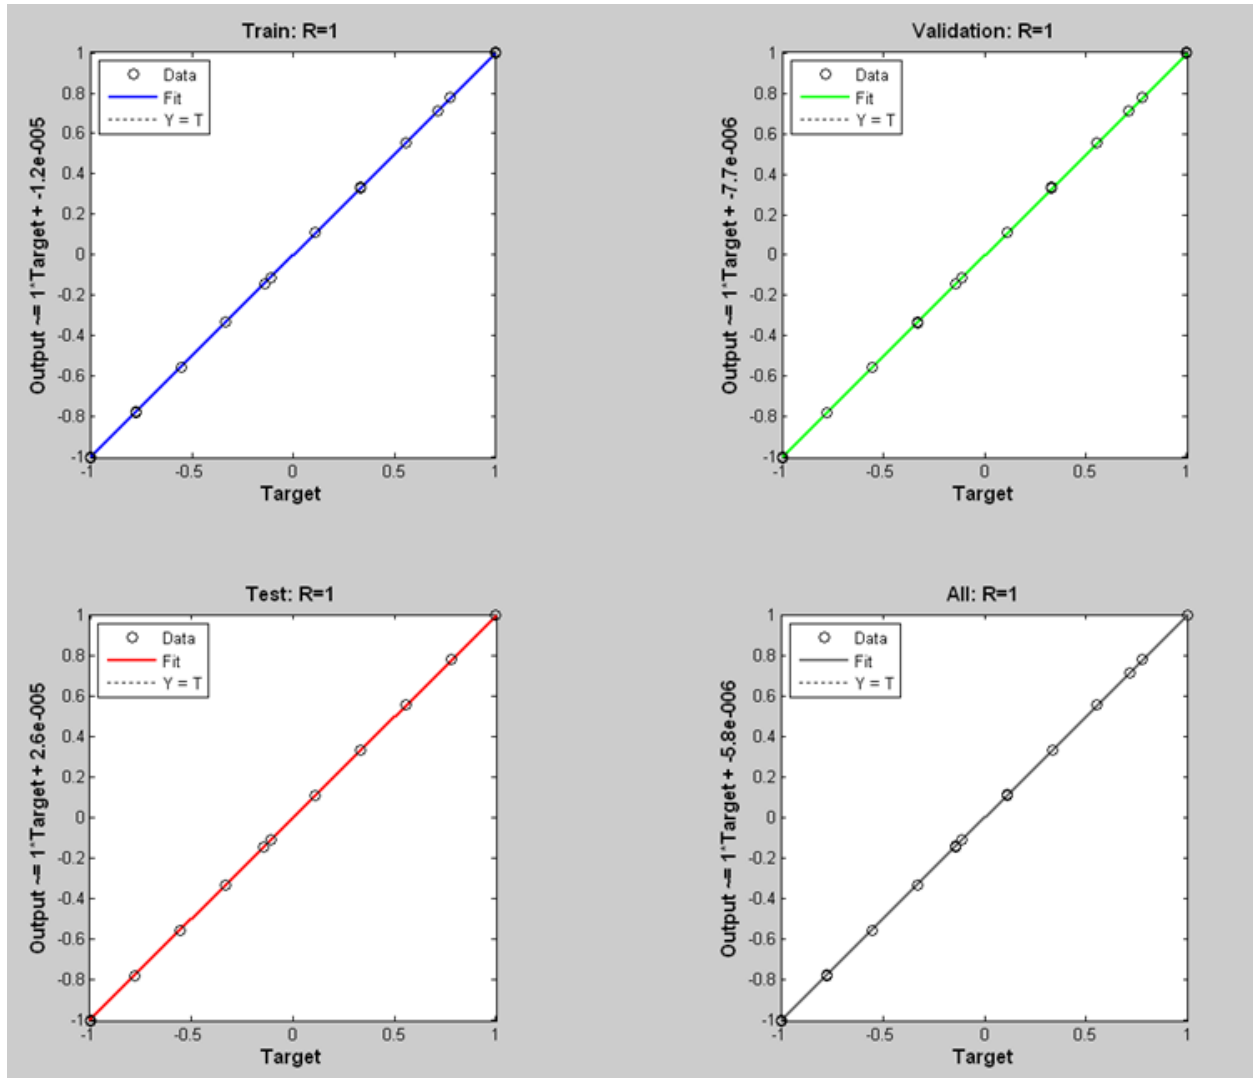 Train: R=1
Data
Fit
Y = T
Output ~= 1*Target + -1.2e-005
1
0.8
0.6
0.4
0.2
0
-0.2
-0.4
-0.6
-0.8
-1
-1
-0.5
0
0.5
1
Target
Validation: R=1
Data
Fit
Y = T
Output ~= 1*Target + -7.7e-006
1
0.8
0.6
0.4
0.2
0
-0.2
-0.4
-0.6
-0.8
-1
-1
-0.5
0
0.5
1
Target
Test: R=1
Data
Fit
Y = T
Output ~= 1*Target + 2.6e-005
1
0.8
0.6
0.4
0.2
0
-0.2
-0.4
-0.6
-0.8
-1
-1
-0.5
0
0.5
1
Target
All: R=1
Data
Fit
Y = T
Output ~= 1*Target + -5.8e-006
1
0.8
0.6
0.4
0.2
0
-0.2
-0.4
-0.6
-0.8
-1
-1
-0.5
0
0.5
1
Target